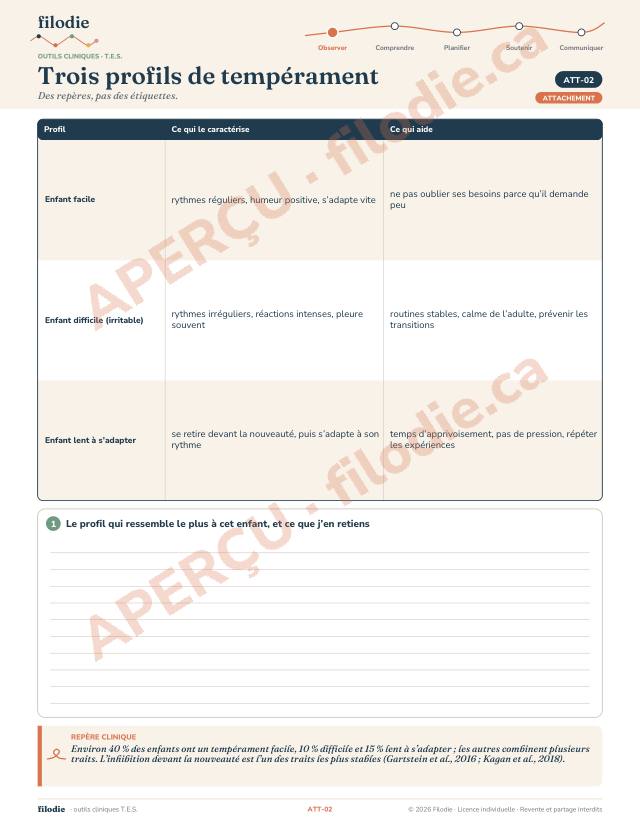 filodie
OUTILS CLINIQUES · T.E.S.
Observer
Comprendre
Planifier
Soutenir
Communiquer
Trois profils de tempérament
Des repères, pas des étiquettes.
ATT-02
ATTACHEMENT
Profil
Ce qui le caractérise
Ce qui aide
Enfant facile
rythmes réguliers, humeur positive, s’adapte vite
ne pas oublier ses besoins parce qu’il demande
peu
Enfant difficile (irritable)
rythmes irréguliers, réactions intenses, pleure
souvent
routines stables, calme de l’adulte, prévenir les
transitions
Enfant lent à s’adapter
se retire devant la nouveauté, puis s’adapte à son
rythme
temps d’apprivoisement, pas de pression, répéter
les expériences
1 Le profil qui ressemble le plus à cet enfant, et ce que j’en retiens
REPÈRE CLINIQUE
Environ 40 % des enfants ont un tempérament facile, 10 % difficile et 15 % lent à s’adapter ; les autres combinent plusieurs
traits. L’inhibition devant la nouveauté est l’un des traits les plus stables (Gartstein et al., 2016 ; Kagan et al., 2018).
filodie · outils cliniques T.E.S.
ATT-02
© 2026 Filodie · Licence individuelle · Revente et partage interdits
APERÇU · filodie.ca
APERÇU · filodie.ca